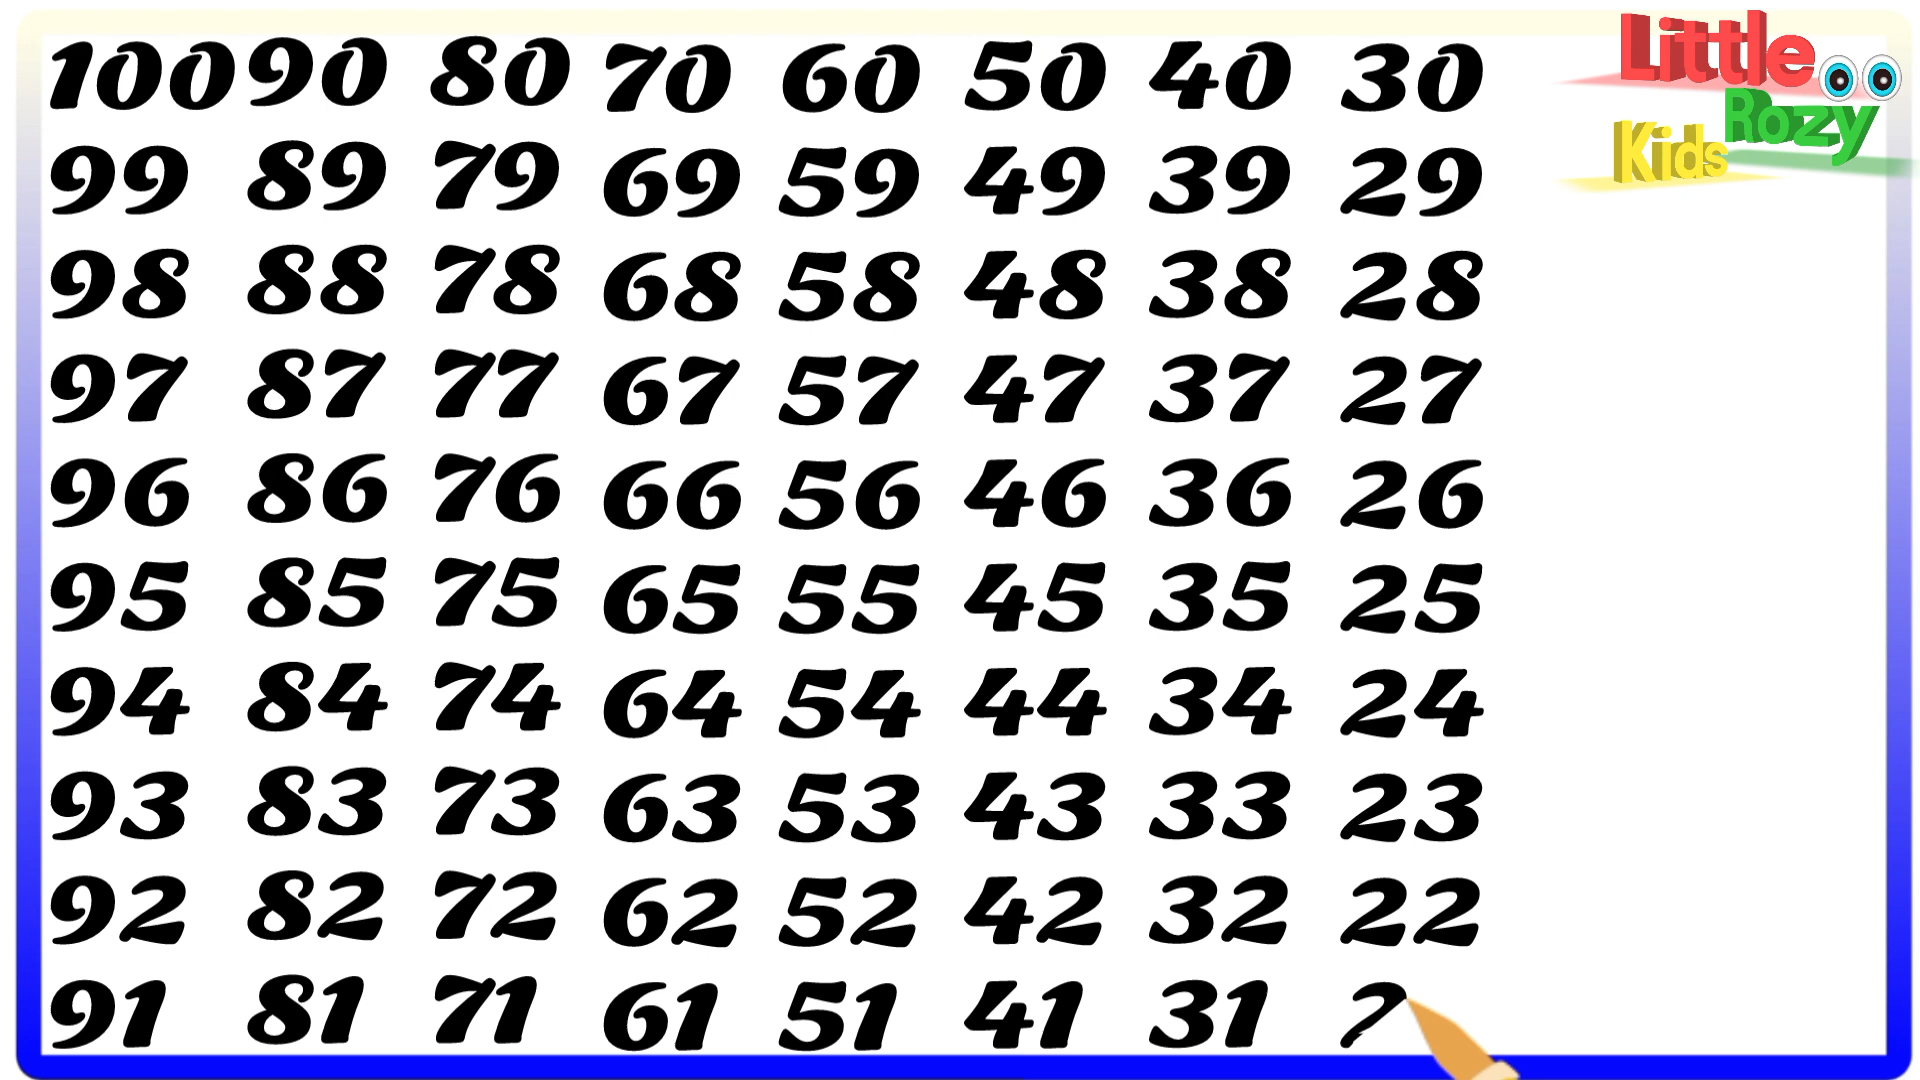 100 90 80 70 60 50 40 30
99 89 79 69 59 49 39 29
98 88 78 68 58 48 38 28
97 87 77 67 57 47 37 27
96 86 76 66 56 46 36 26
95 85 75 65 55 45 35 25
94 84 74 64 54 44 34 24
93 83 73 63 53 43 33 23
92 82 72 62 52 42 32 22
91 81 71 61 51 41 31
Little
Rozy
Kids